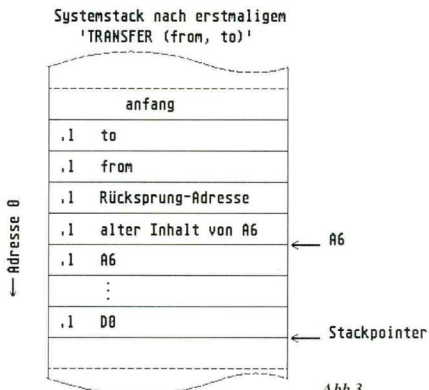 Systemstack nach erstmaligem
'TRANSFER (from, to)'
anfang
.l to
.l from
.l Rücksprung-Adresse
.l alter Inhalt von A6
← A6
.l A6
⋮
.l D0
← Stackpointer
← Adresse 0
Abb. 3